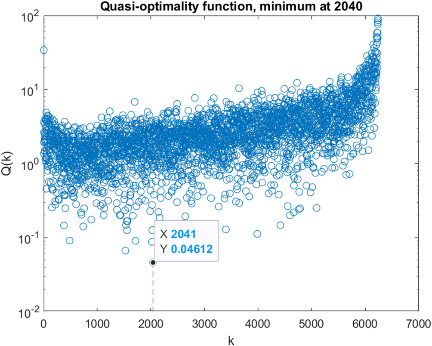 Quasi-optimality function, minimum at 2040
10^2
10^1
10^0
10^-1
10^-2
Q(k)
X 2041
Y 0.04612
0 1000 2000 3000 4000 5000 6000 7000
k